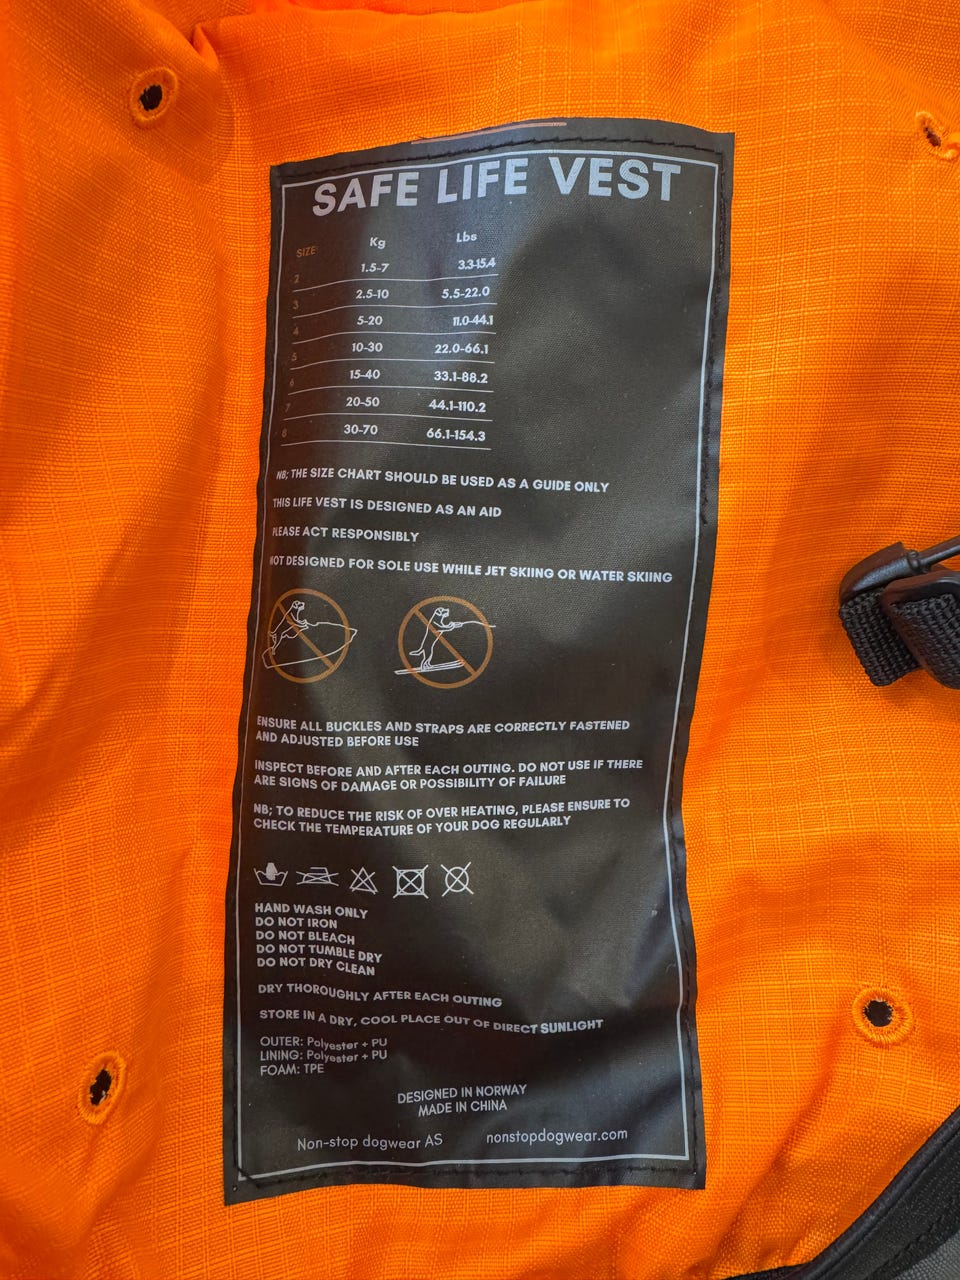 SAFE LIFE VEST
SIZE: Kg Lbs
2 1.5-7 3.3-15.4
3 2.5-10 5.5-22.0
4 5-20 11.0-44.1
5 10-30 22.0-66.1
6 15-40 33.1-88.2
7 20-50 44.1-110.2
8 30-70 66.1-154.3
NB; THE SIZE CHART SHOULD BE USED AS A GUIDE ONLY
THIS LIFE VEST IS DESIGNED AS AN AID
PLEASE ACT RESPONSIBLY
NOT DESIGNED FOR SOLE USE WHILE JET SKIING OR WATER SKIING
ENSURE ALL BUCKLES AND STRAPS ARE CORRECTLY FASTENED
AND ADJUSTED BEFORE USE
INSPECT BEFORE AND AFTER EACH OUTING. DO NOT USE IF THERE
ARE SIGNS OF DAMAGE OR POSSIBILITY OF FAILURE
NB; TO REDUCE THE RISK OF OVER HEATING, PLEASE ENSURE TO
CHECK THE TEMPERATURE OF YOUR DOG REGULARLY
HAND WASH ONLY
DO NOT IRON
DO NOT BLEACH
DO NOT TUMBLE DRY
DO NOT DRY CLEAN
DRY THOROUGHLY AFTER EACH OUTING
STORE IN A DRY, COOL PLACE OUT OF DIRECT SUNLIGHT
OUTER: Polyester + PU
LINING: Polyester + PU
FOAM: TPE
DESIGNED IN NORWAY
MADE IN CHINA
Non-stop dogwear AS nonstopdogwear.com